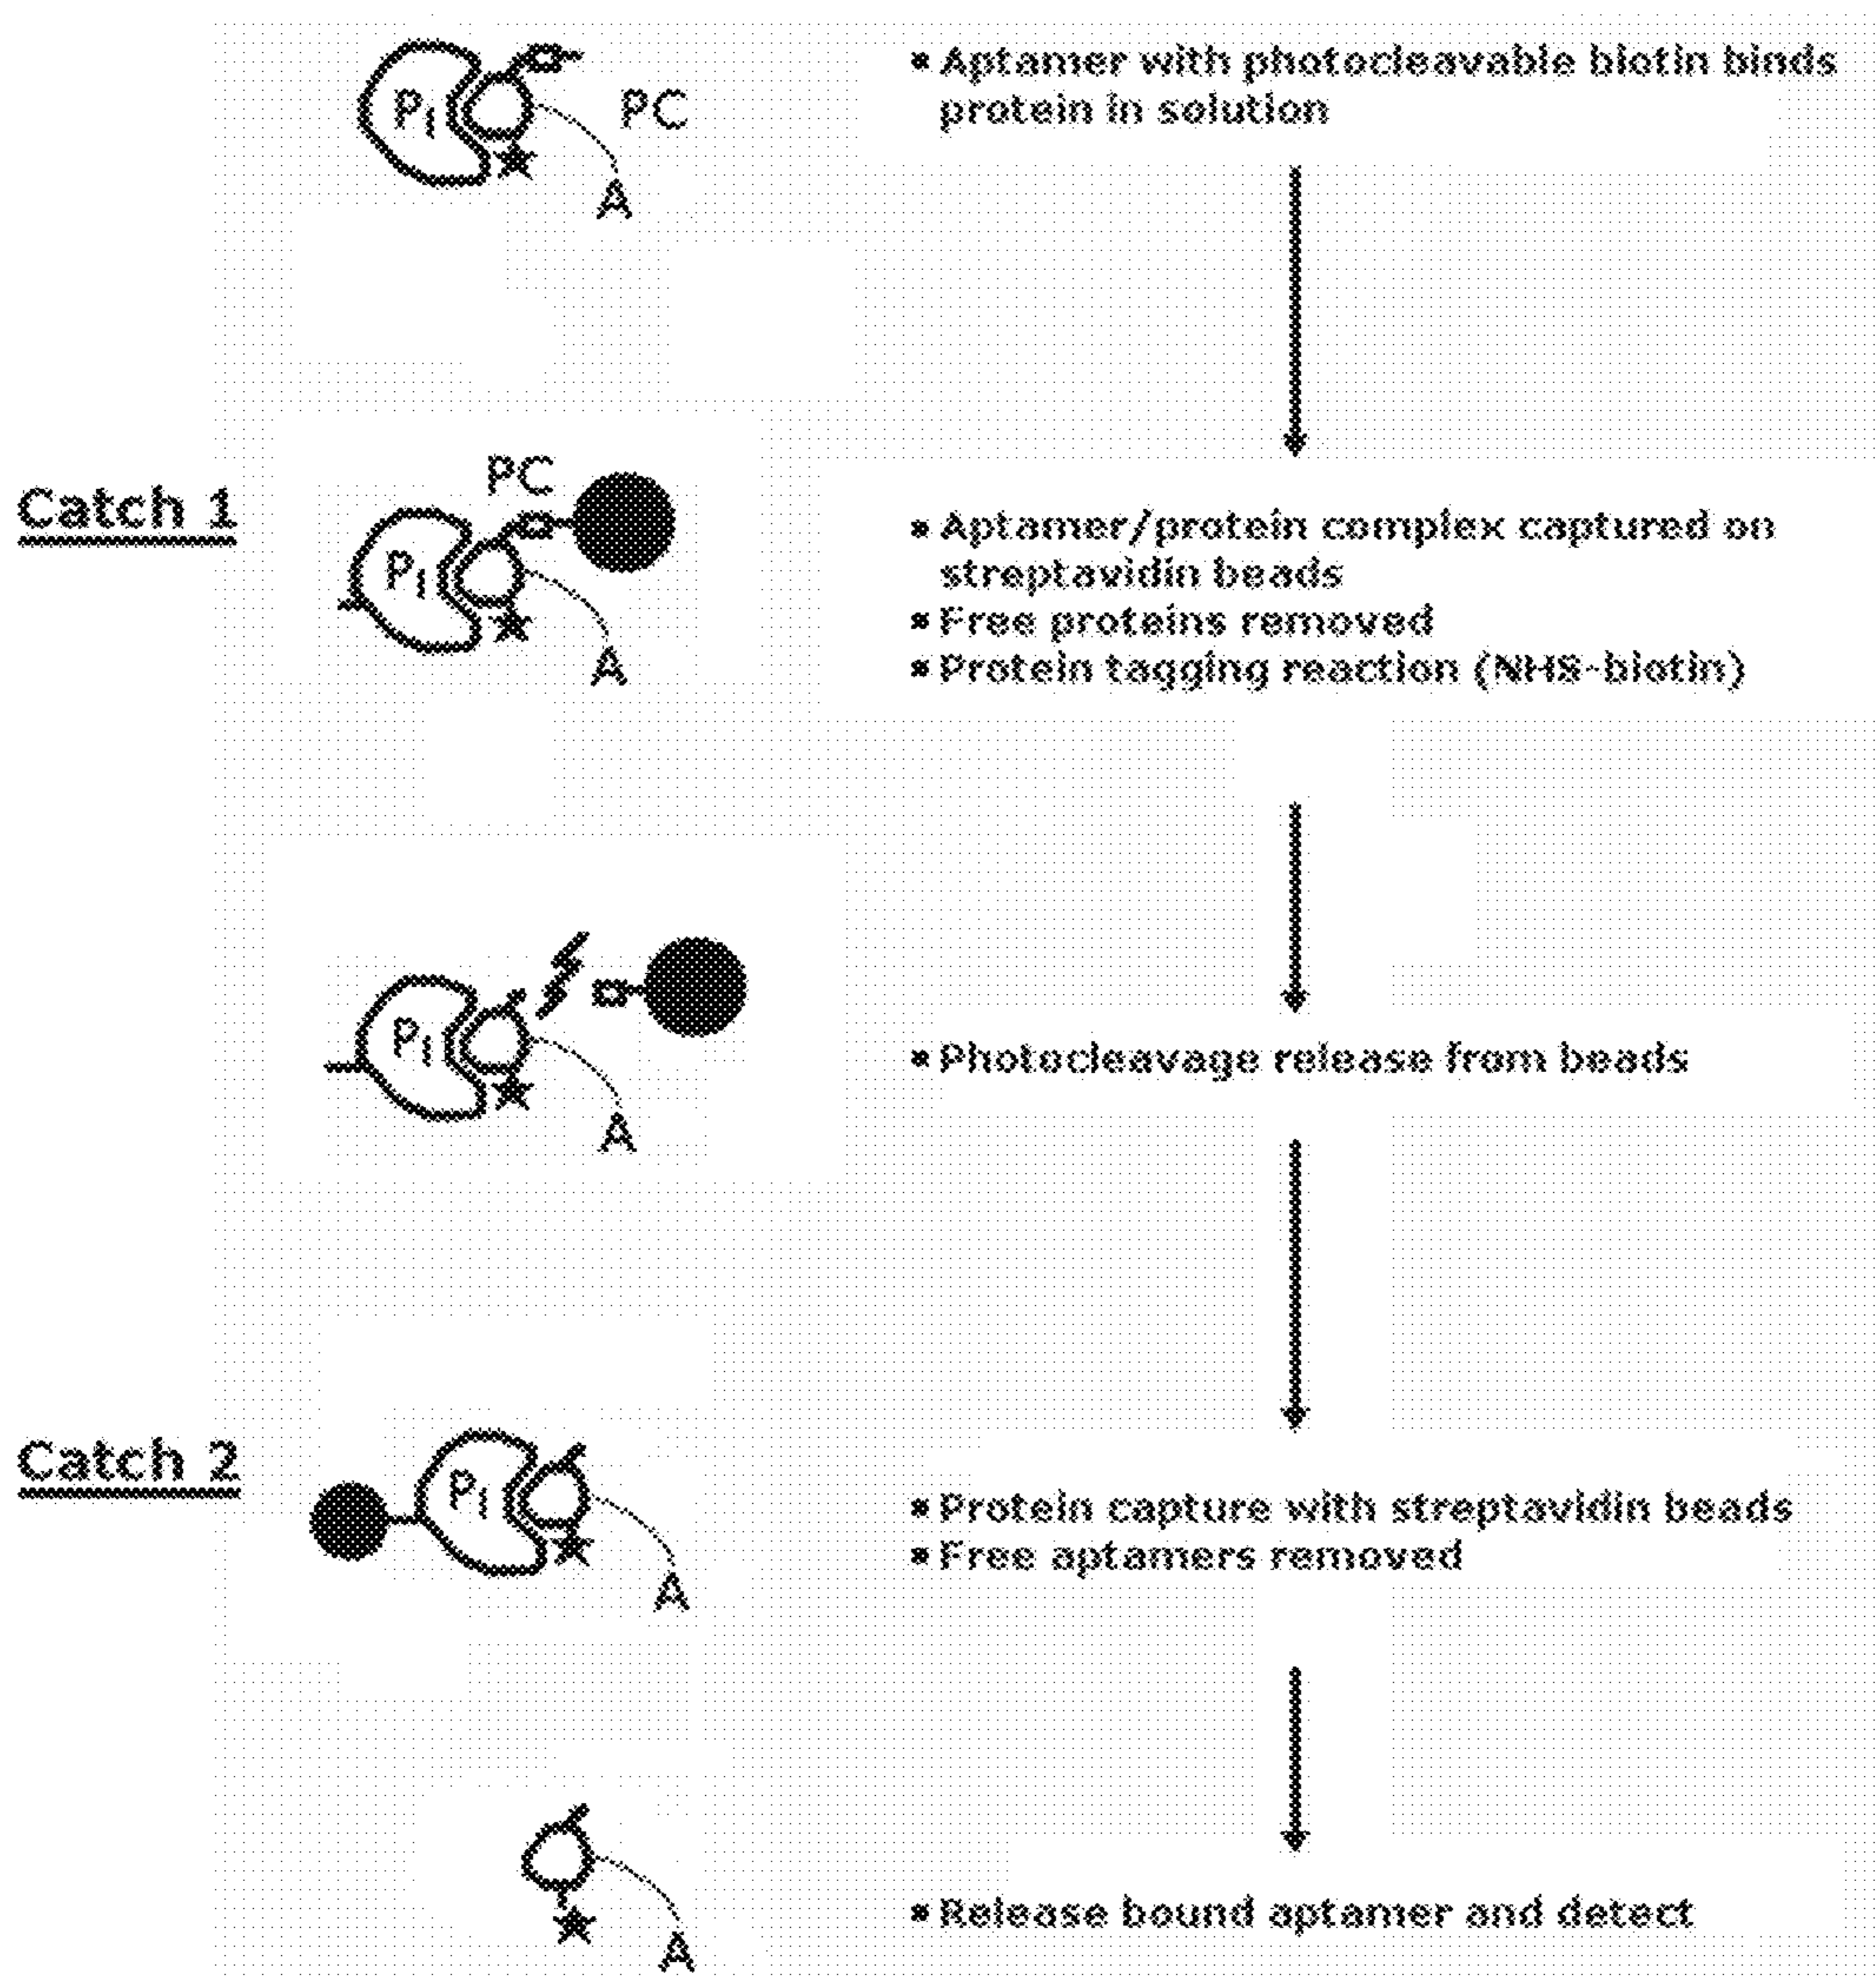 PC
P₁
A
• Aptamer with photocleavable biotin binds
protein in solution
Catch 1
PC
P₁
A
• Aptamer/protein complex captured on
streptavidin beads
• Free proteins removed
• Protein tagging reaction (NHS-biotin)
P₁
A
• Photocleavage release from beads
Catch 2
P₁
A
• Protein capture with streptavidin beads
• Free aptamers removed
A
• Release bound aptamer and detect